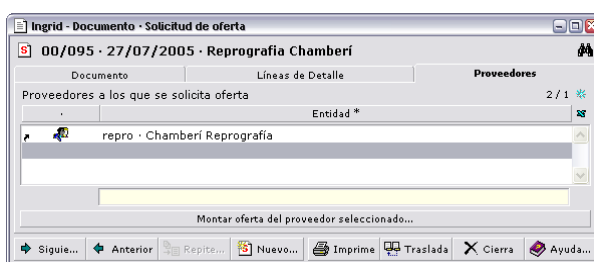 Ingrid - Documento · Solicitud de oferta
S 00/095 · 27/07/2005 · Reprografia Chamberí
Documento Líneas de Detalle Proveedores
Proveedores a los que se solicita oferta 2/1
· Entidad *
repro · Chamberí Reprografía
Montar oferta del proveedor seleccionado...
Siguie... Anterior Repite... Nuevo... Imprime Traslada Cierra Ayuda...